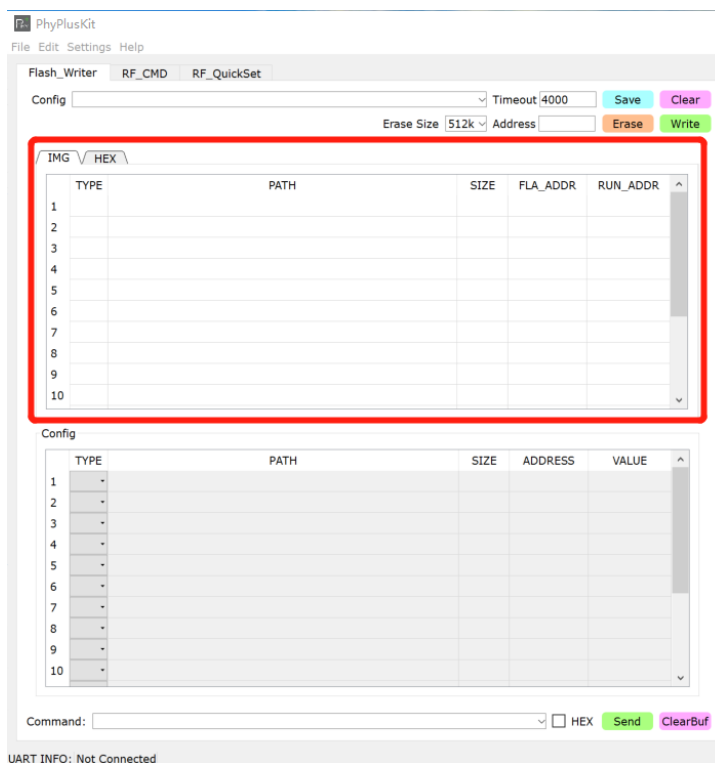 PhyPlusKit
File Edit Settings Help
Flash_Writer RF_CMD RF_QuickSet
Config Timeout 4000 Save Clear
Erase Size 512k Address Erase Write
IMG HEX
TYPE PATH SIZE FLA_ADDR RUN_ADDR
1
2
3
4
5
6
7
8
9
10
Config
TYPE PATH SIZE ADDRESS VALUE
1
2
3
4
5
6
7
8
9
10
Command: HEX Send ClearBuf
UART INFO: Not Connected